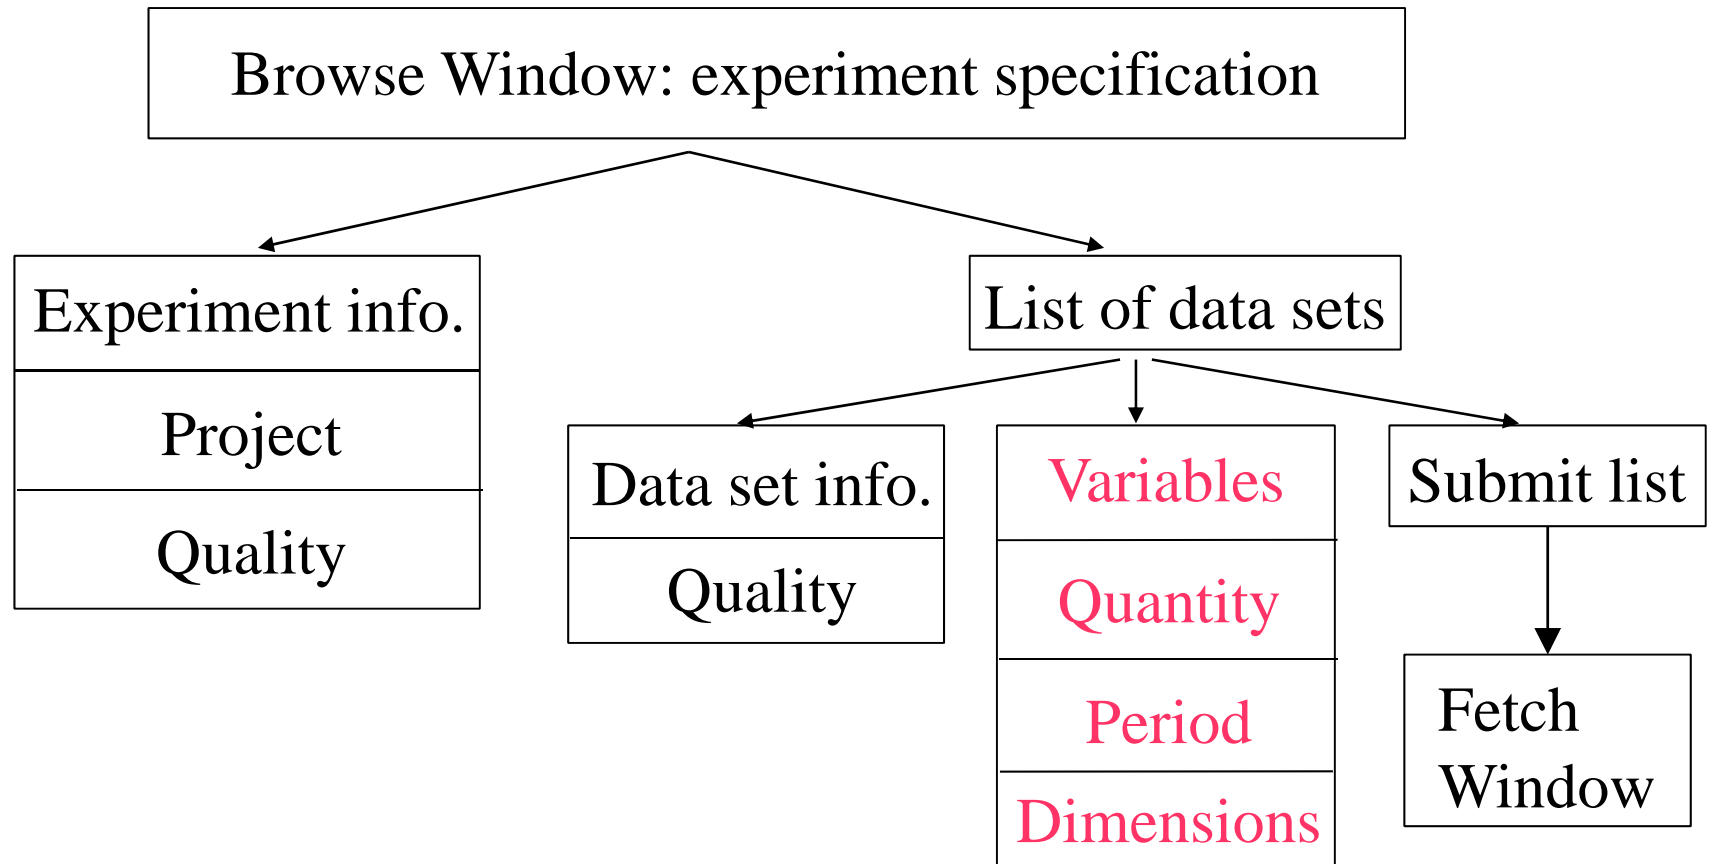 Browse Window: experiment specification
Experiment info.
Project
Quality
List of data sets
Data set info.
Quality
Variables
Quantity
Period
Dimensions
Submit list
Fetch
Window